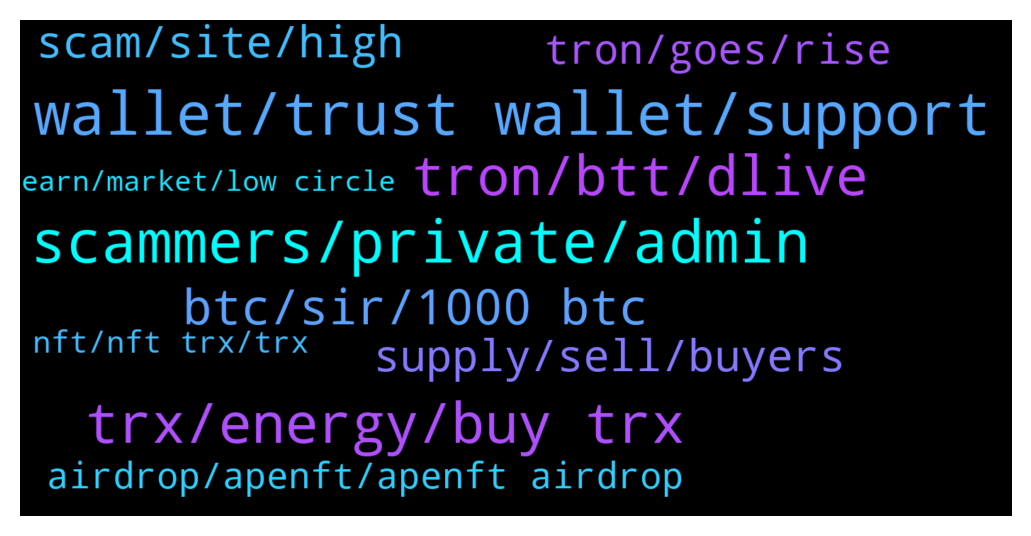 scam/site/high
tron/goes/rise
wallet/trust wallet/support
earn/market/low circle
tron/btt/dlive
scammers/private/admin
btc/sir/1000 btc
nft/nft trx/trx
supply/sell/buyers
trx/energy/buy trx
airdrop/apenft/apenft airdrop